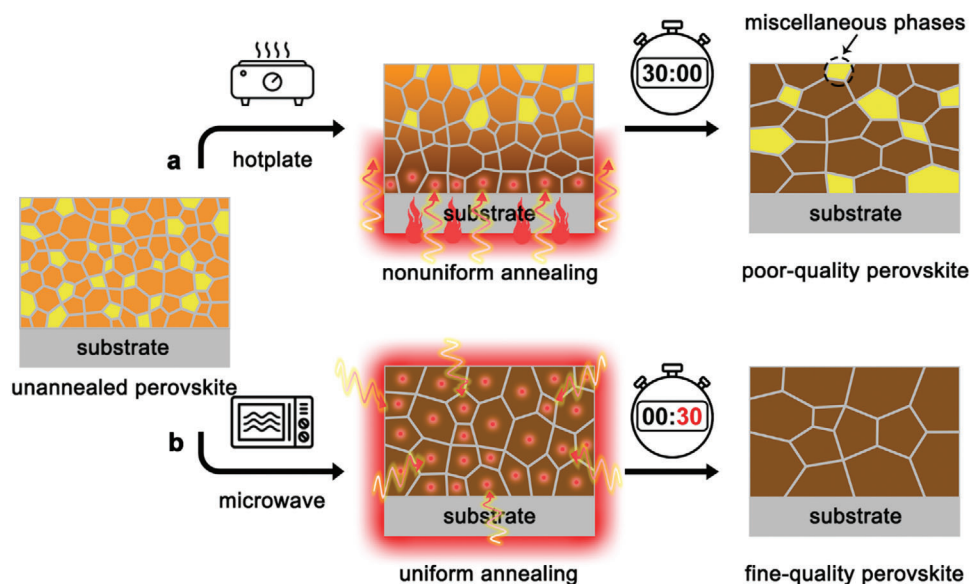 miscellaneous phases
30:00
a
hotplate
substrate
substrate
nonuniform annealing
poor-quality perovskite
substrate
unannealed perovskite
00:30
b
microwave
substrate
substrate
uniform annealing
fine-quality perovskite